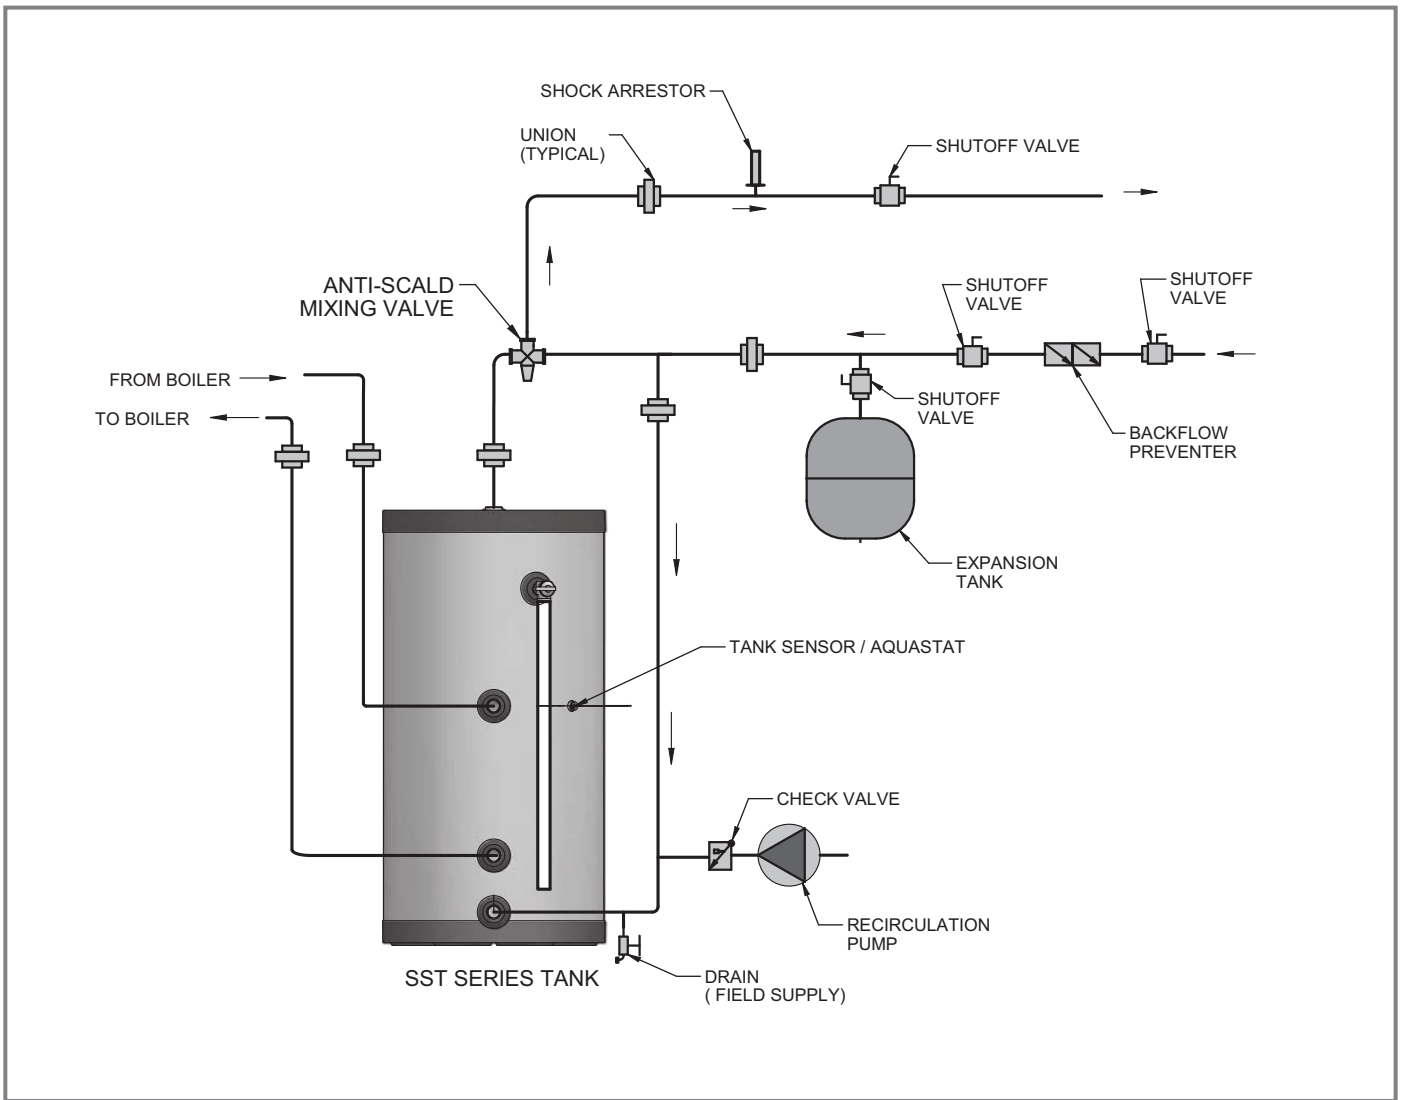 SHOCK ARRESTOR
UNION
(TYPICAL)
SHUTOFF VALVE
ANTI-SCALD
MIXING VALVE
SHUTOFF
VALVE
SHUTOFF
VALVE
FROM BOILER
TO BOILER
SHUTOFF
VALVE
BACKFLOW
PREVENTER
EXPANSION
TANK
TANK SENSOR / AQUASTAT
CHECK VALVE
RECIRCULATION
PUMP
SST SERIES TANK
DRAIN
( FIELD SUPPLY)